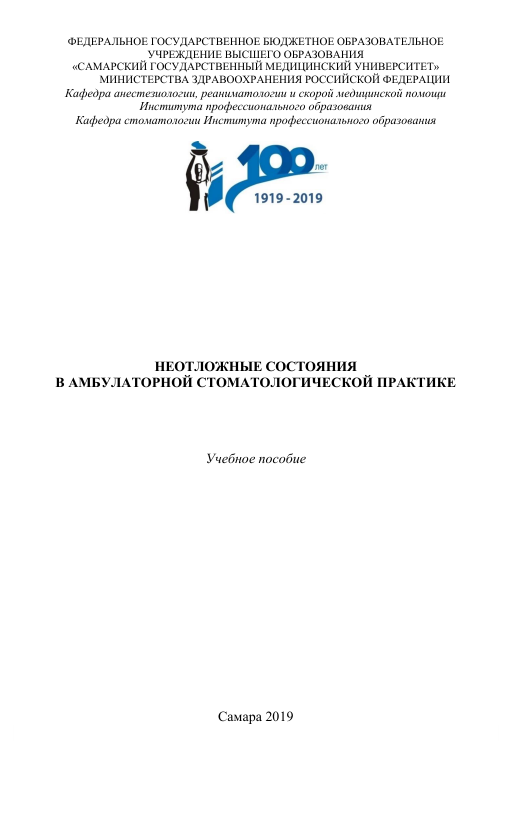 ФЕДЕРАЛЬНОЕ ГОСУДАРСТВЕННОЕ БЮДЖЕТНОЕ ОБРАЗОВАТЕЛЬНОЕ
УЧРЕЖДЕНИЕ ВЫСШЕГО ОБРАЗОВАНИЯ
«САМАРСКИЙ ГОСУДАРСТВЕННЫЙ МЕДИЦИНСКИЙ УНИВЕРСИТЕТ»
МИНИСТЕРСТВА ЗДРАВООХРАНЕНИЯ РОССИЙСКОЙ ФЕДЕРАЦИИ
Кафедра анестезиологии, реаниматологии и скорой медицинской помощи
Института профессионального образования
Кафедра стоматологии Института профессионального образования
100 лет
1919 - 2019
НЕОТЛОЖНЫЕ СОСТОЯНИЯ
В АМБУЛАТОРНОЙ СТОМАТОЛОГИЧЕСКОЙ ПРАКТИКЕ
Учебное пособие
Самара 2019